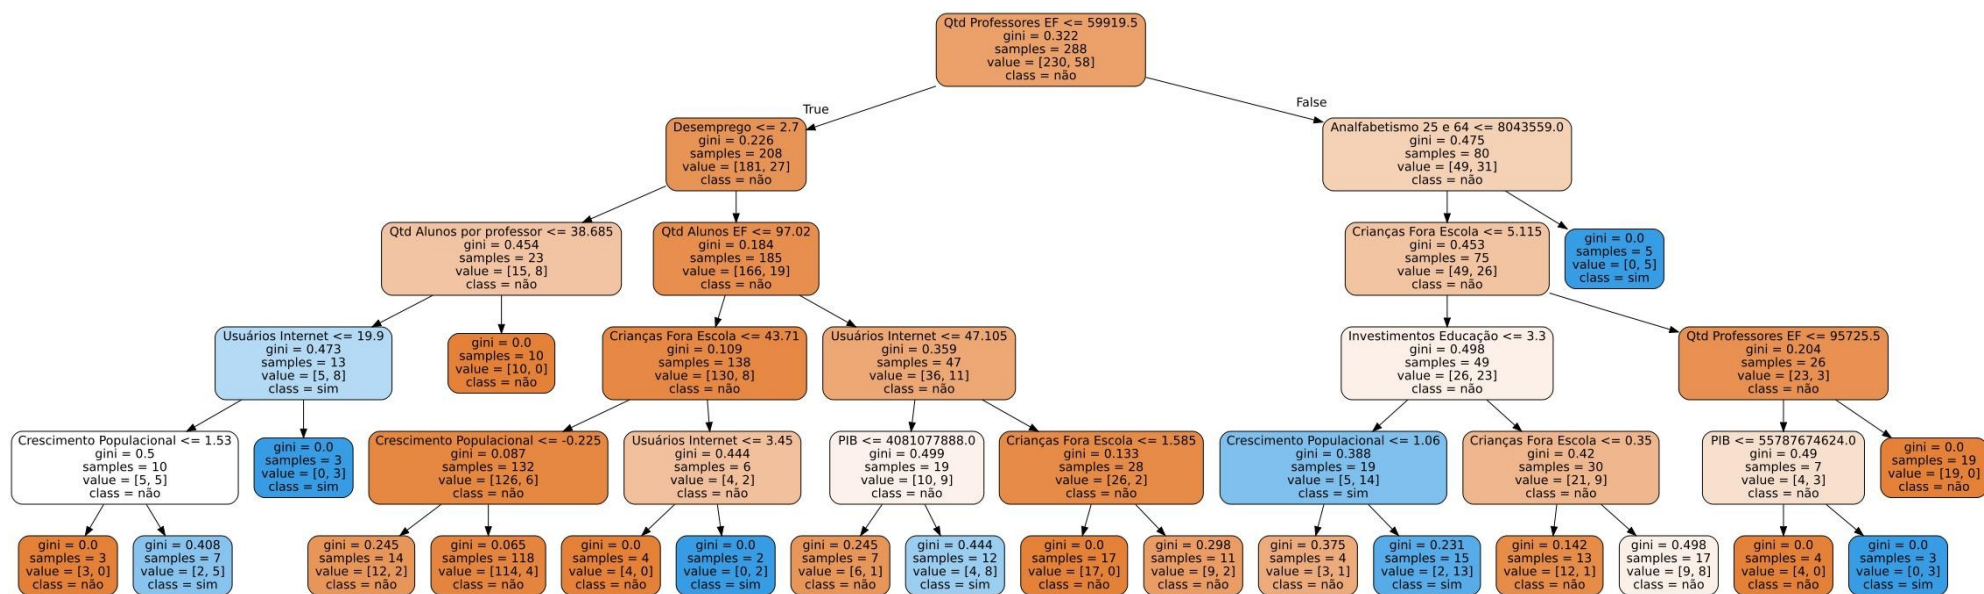 Qtd Professores EF <= 59919.5
gini = 0.322
samples = 288
value = [230, 58]
class = não
True
False
Desemprego <= 2.7
gini = 0.226
samples = 208
value = [181, 27]
class = não
Analfabetismo 25 e 64 <= 8043559.0
gini = 0.475
samples = 80
value = [49, 31]
class = não
Qtd Alunos por professor <= 38.685
gini = 0.454
samples = 23
value = [15, 8]
class = não
Qtd Alunos EF <= 97.02
gini = 0.184
samples = 185
value = [166, 19]
class = não
Crianças Fora Escola <= 5.115
gini = 0.453
samples = 75
value = [49, 26]
class = não
gini = 0.0
samples = 5
value = [0, 5]
class = sim
Usuários Internet <= 19.9
gini = 0.473
samples = 13
value = [5, 8]
class = sim
gini = 0.0
samples = 10
value = [10, 0]
class = não
Crianças Fora Escola <= 43.71
gini = 0.109
samples = 138
value = [130, 8]
class = não
Usuários Internet <= 47.105
gini = 0.359
samples = 47
value = [36, 11]
class = não
Investimentos Educação <= 3.3
gini = 0.498
samples = 49
value = [26, 23]
class = não
Qtd Professores EF <= 95725.5
gini = 0.204
samples = 26
value = [23, 3]
class = não
Crescimento Populacional <= 1.53
gini = 0.5
samples = 10
value = [5, 5]
class = não
gini = 0.0
samples = 3
value = [0, 3]
class = sim
Crescimento Populacional <= -0.225
gini = 0.087
samples = 132
value = [126, 6]
class = não
Usuários Internet <= 3.45
gini = 0.444
samples = 6
value = [4, 2]
class = não
PIB <= 4081077888.0
gini = 0.499
samples = 19
value = [10, 9]
class = não
Crianças Fora Escola <= 1.585
gini = 0.133
samples = 28
value = [26, 2]
class = não
Crescimento Populacional <= 1.06
gini = 0.388
samples = 19
value = [5, 14]
class = sim
Crianças Fora Escola <= 0.35
gini = 0.42
samples = 30
value = [21, 9]
class = não
PIB <= 55787674624.0
gini = 0.49
samples = 7
value = [4, 3]
class = não
gini = 0.0
samples = 19
value = [19, 0]
class = não
gini = 0.0
samples = 3
value = [3, 0]
class = não
gini = 0.408
samples = 7
value = [2, 5]
class = sim
gini = 0.245
samples = 14
value = [12, 2]
class = não
gini = 0.065
samples = 118
value = [114, 4]
class = não
gini = 0.0
samples = 4
value = [4, 0]
class = não
gini = 0.0
samples = 2
value = [0, 2]
class = sim
gini = 0.245
samples = 7
value = [6, 1]
class = não
gini = 0.444
samples = 12
value = [4, 8]
class = sim
gini = 0.0
samples = 17
value = [17, 0]
class = não
gini = 0.298
samples = 11
value = [9, 2]
class = não
gini = 0.375
samples = 4
value = [3, 1]
class = não
gini = 0.231
samples = 15
value = [2, 13]
class = sim
gini = 0.142
samples = 13
value = [12, 1]
class = não
gini = 0.498
samples = 17
value = [9, 8]
class = não
gini = 0.0
samples = 4
value = [4, 0]
class = não
gini = 0.0
samples = 3
value = [0, 3]
class = sim